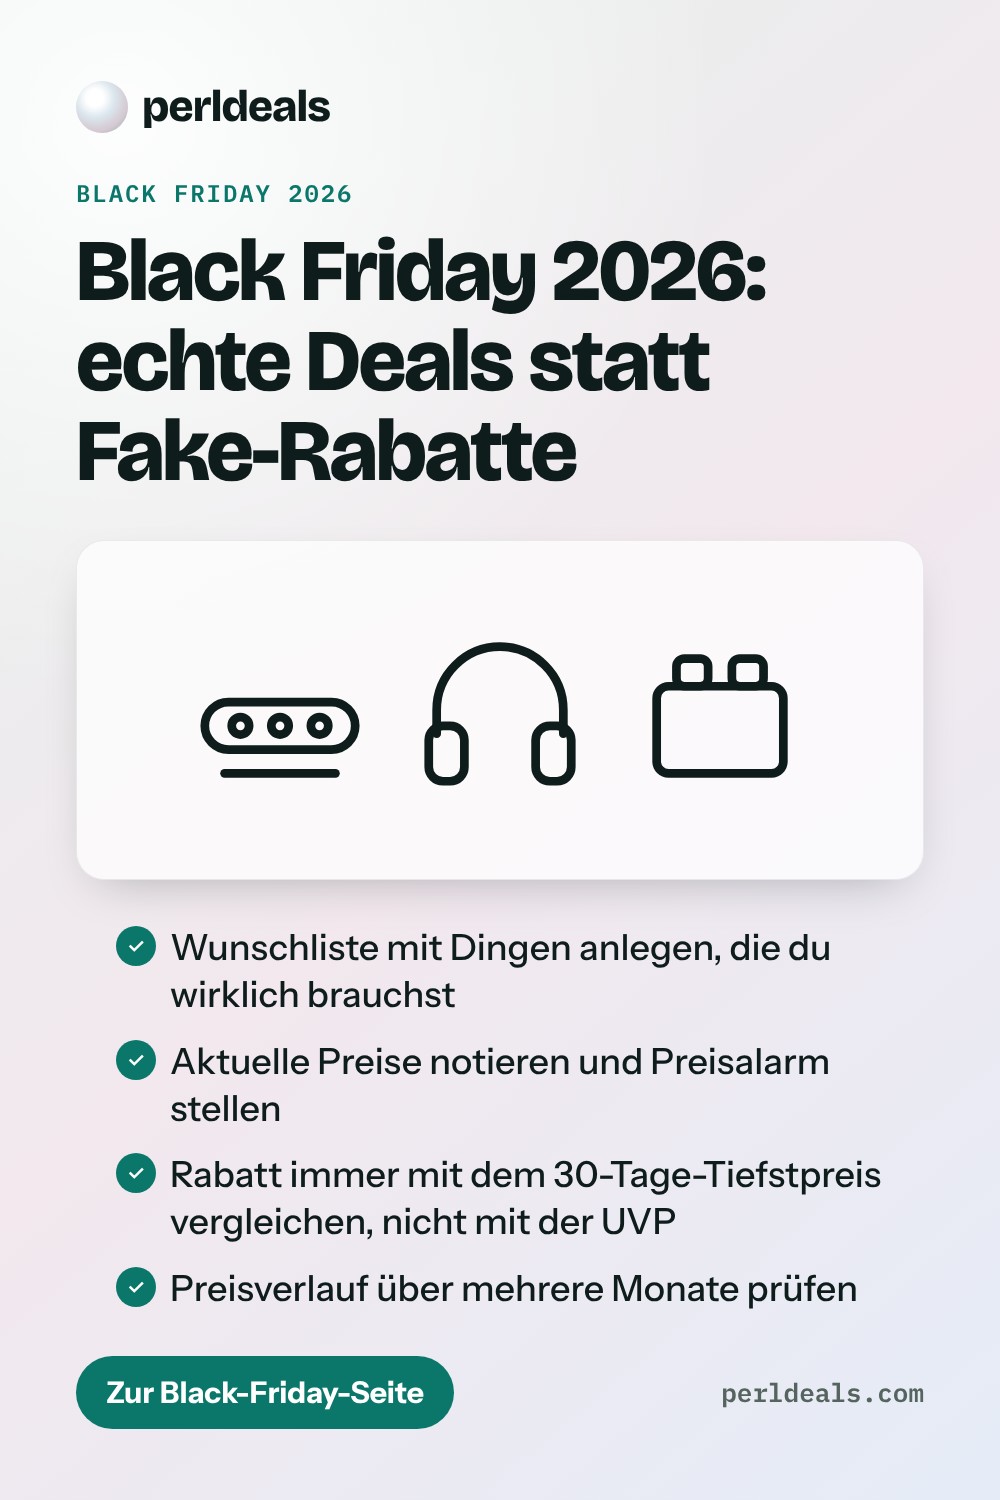 perldeals
BLACK FRIDAY 2026
Black Friday 2026:
echte Deals statt
Fake-Rabatte
Wunschliste mit Dingen anlegen, die du
wirklich brauchst
Aktuelle Preise notieren und Preisalarm
stellen
Rabatt immer mit dem 30-Tage-Tiefstpreis
vergleichen, nicht mit der UVP
Preisverlauf über mehrere Monate prüfen
Zur Black-Friday-Seite
perldeals.com